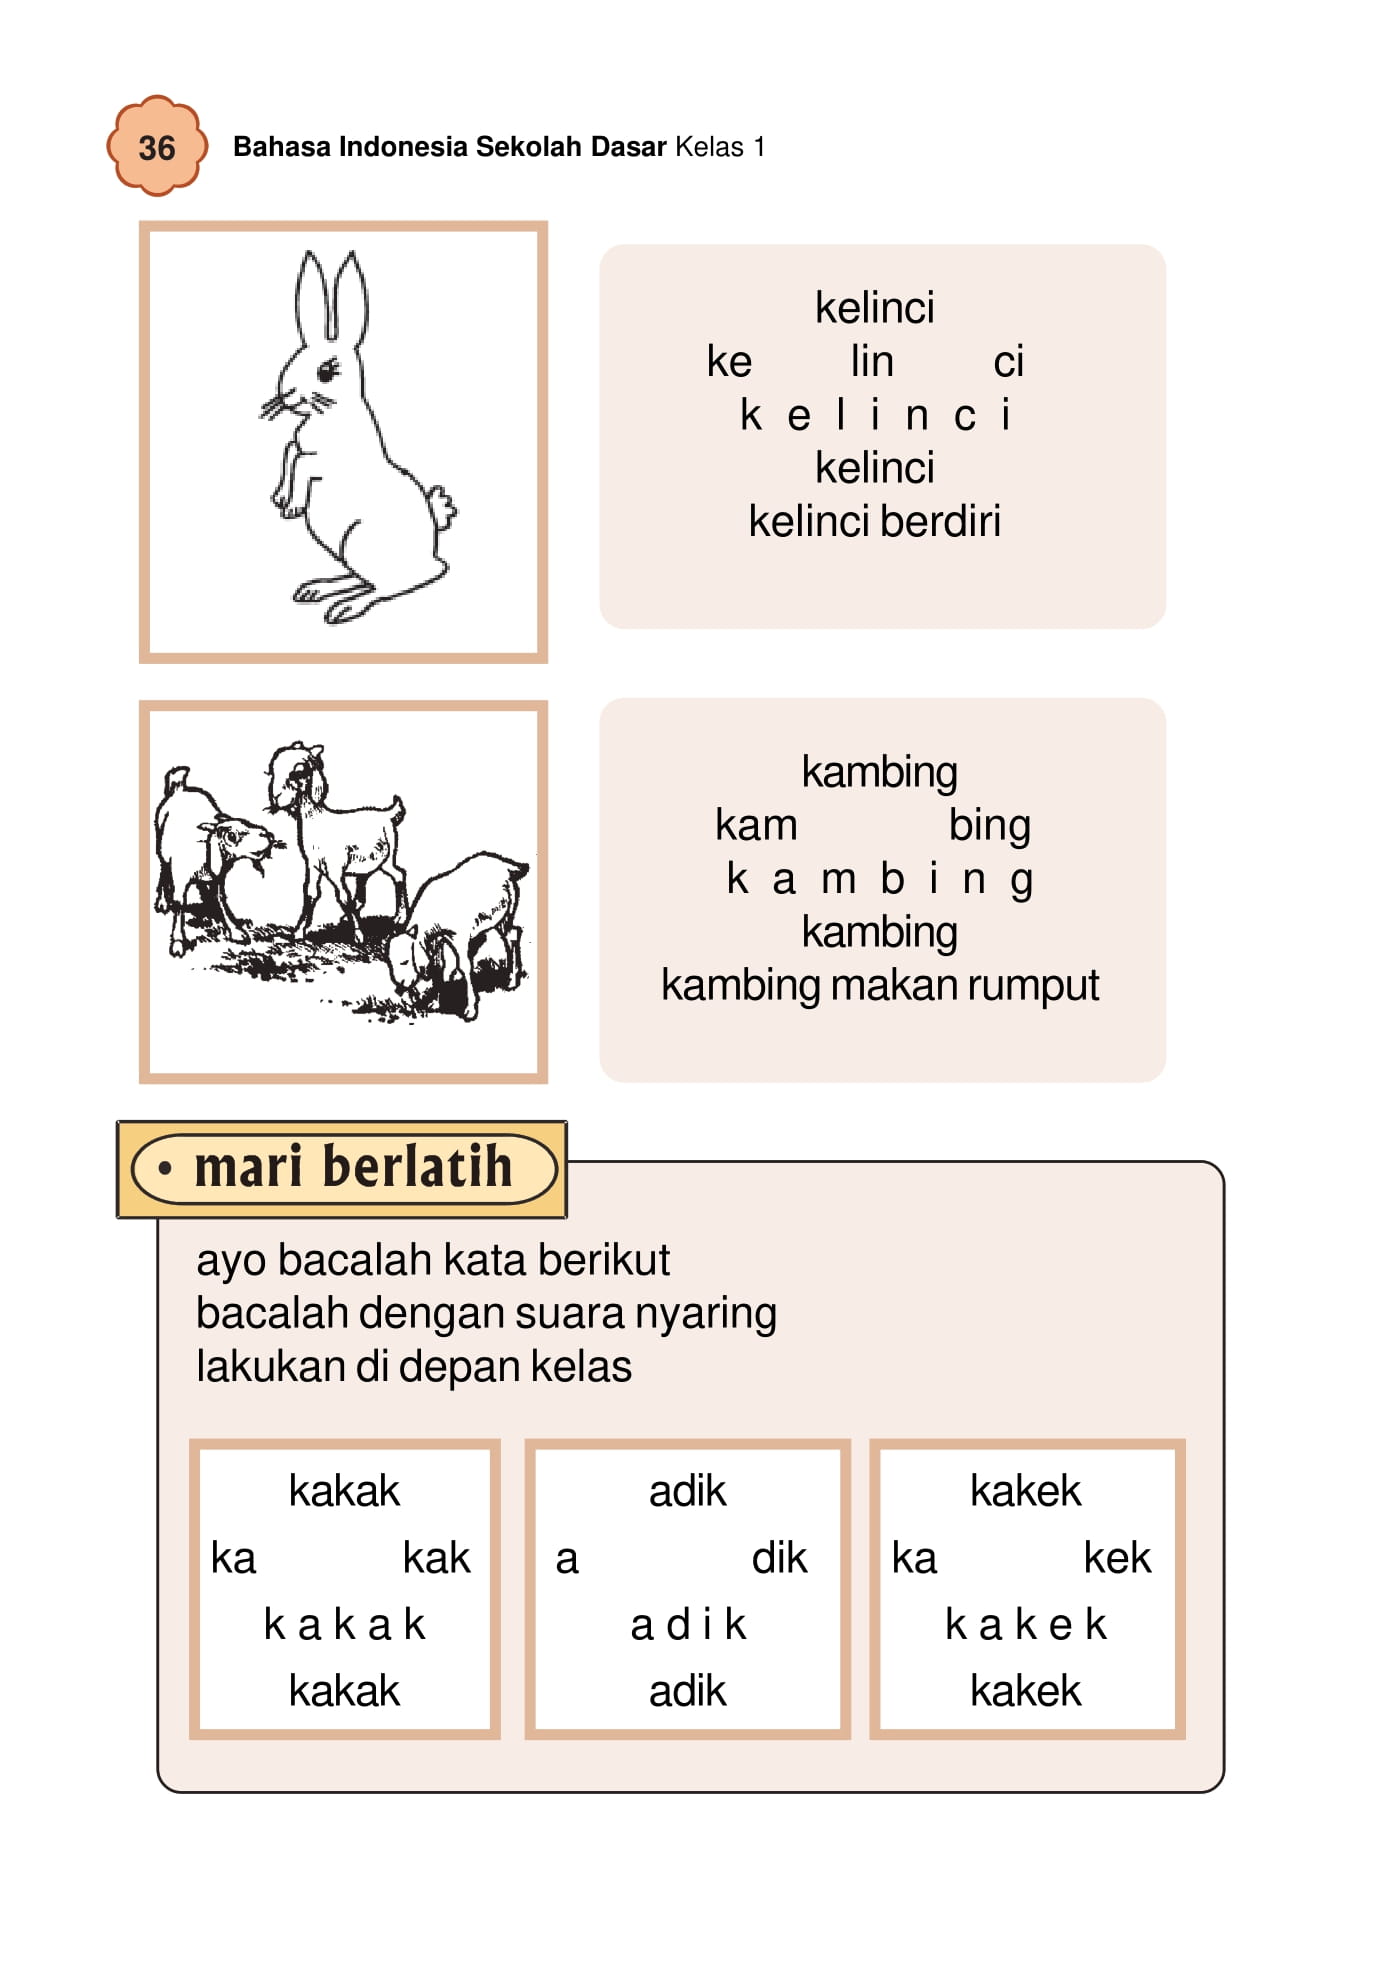 36
Bahasa Indonesia Sekolah Dasar Kelas 1
kelinci
ke lin ci
k e l i n c i
kelinci
kelinci berdiri
kambing
kam bing
k a m b i n g
kambing
kambing makan rumput
• mari berlatih
ayo bacalah kata berikut
bacalah dengan suara nyaring
lakukan di depan kelas
kakak
ka kak
k a k a k
kakak
adik
a dik
a d i k
adik
kakek
ka kek
k a k e k
kakek